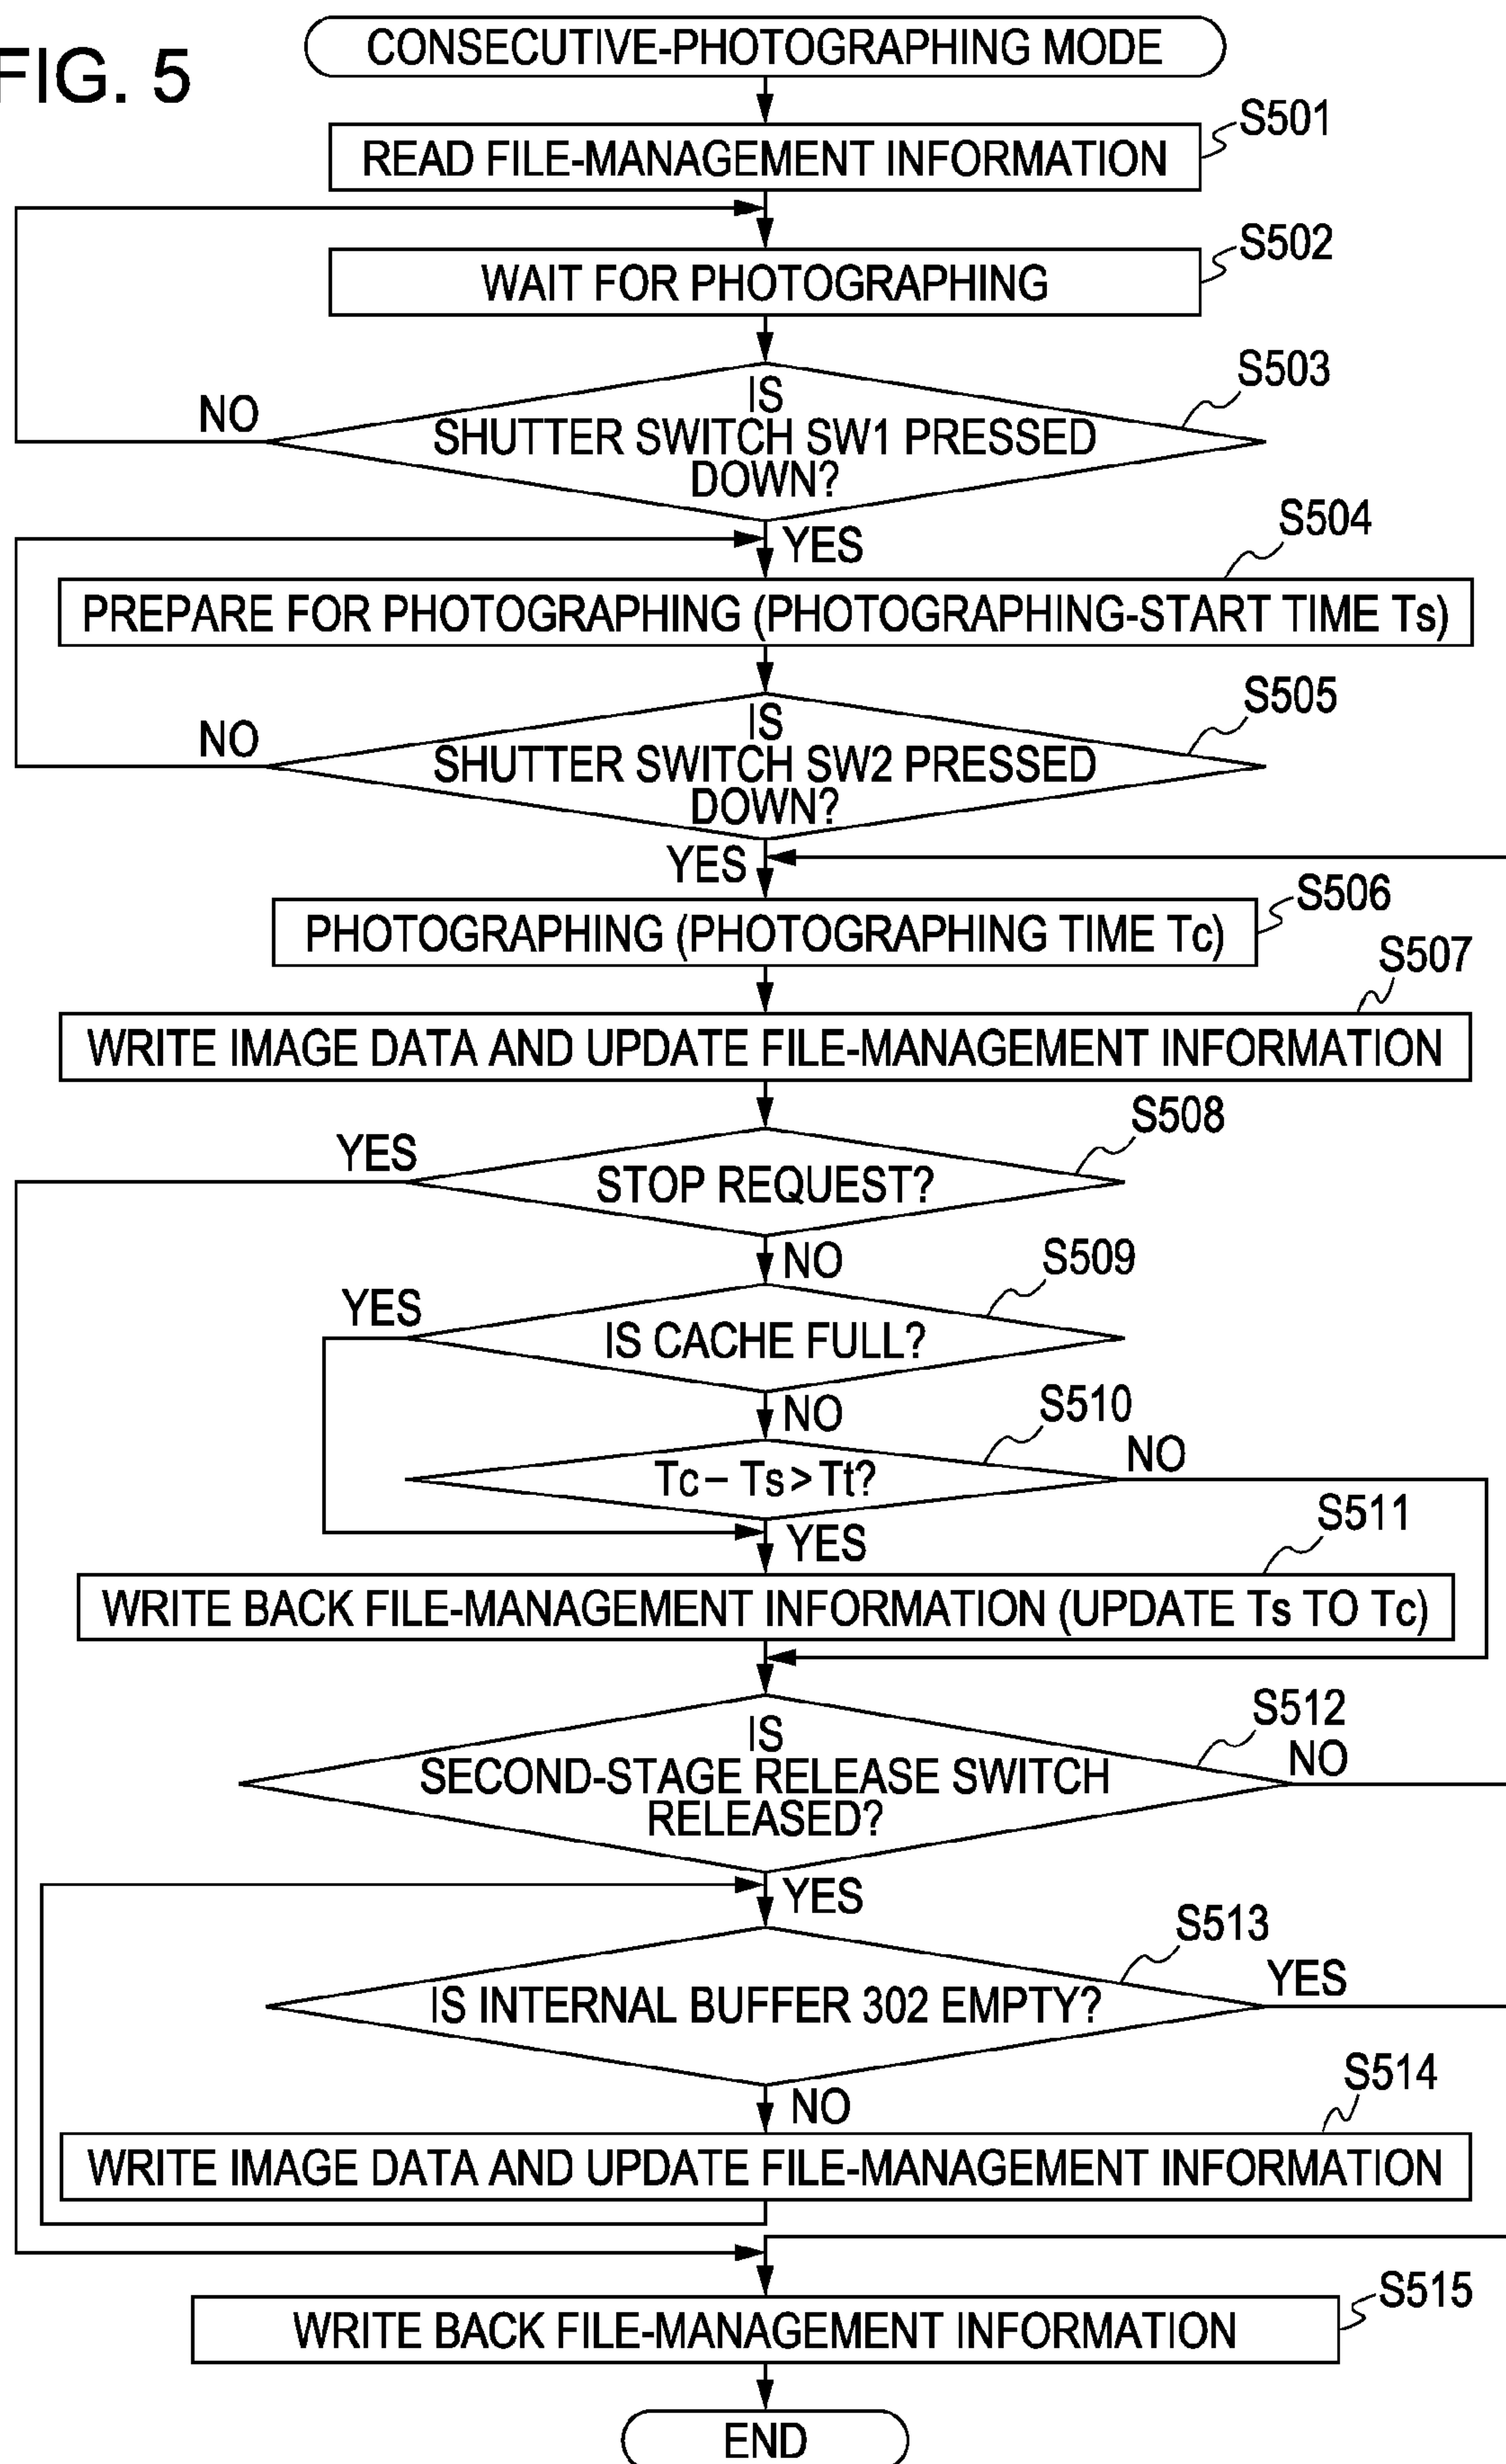 FIG. 5
CONSECUTIVE-PHOTOGRAPHING MODE
S501
READ FILE-MANAGEMENT INFORMATION
S502
WAIT FOR PHOTOGRAPHING
S503
NO
IS
SHUTTER SWITCH SW1 PRESSED
DOWN?
YES
S504
PREPARE FOR PHOTOGRAPHING (PHOTOGRAPHING-START TIME Ts)
S505
NO
IS
SHUTTER SWITCH SW2 PRESSED
DOWN?
YES
S506
PHOTOGRAPHING (PHOTOGRAPHING TIME Tc)
S507
WRITE IMAGE DATA AND UPDATE FILE-MANAGEMENT INFORMATION
S508
YES
STOP REQUEST?
NO
S509
YES
IS CACHE FULL?
NO
S510
Tc – Ts > Tt?
NO
YES
S511
WRITE BACK FILE-MANAGEMENT INFORMATION (UPDATE Ts TO Tc)
S512
IS
SECOND-STAGE RELEASE SWITCH
RELEASED?
NO
YES
S513
IS INTERNAL BUFFER 302 EMPTY?
YES
NO
S514
WRITE IMAGE DATA AND UPDATE FILE-MANAGEMENT INFORMATION
S515
WRITE BACK FILE-MANAGEMENT INFORMATION
END